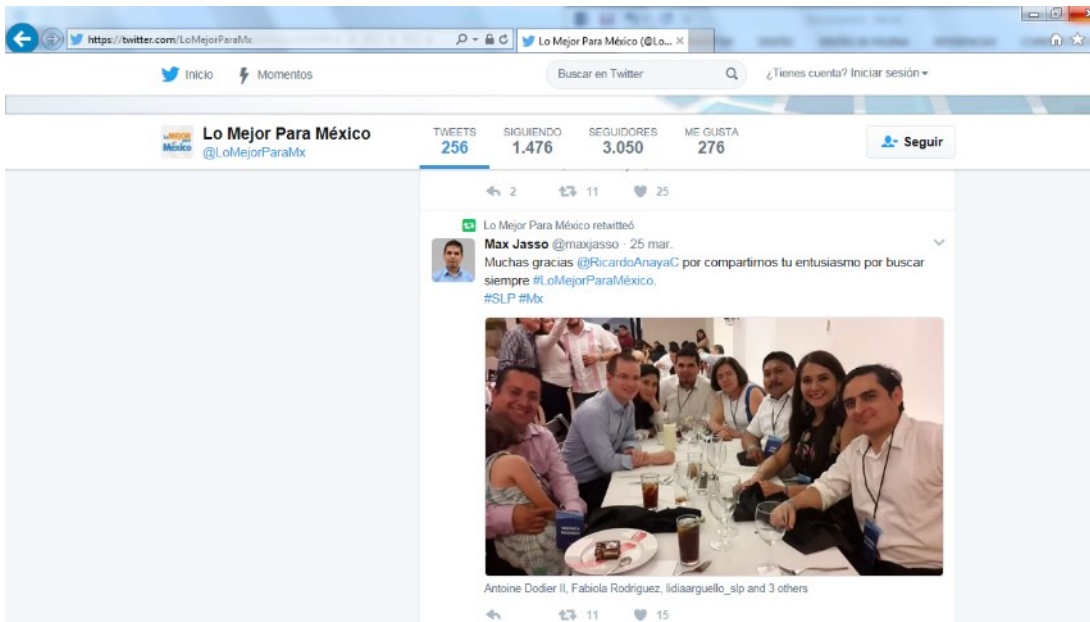 https://twitter.com/LoMejorParaMx
Lo Mejor Para México (@Lo...
Inicio
Momentos
Buscar en Twitter
¿Tienes cuenta? Iniciar sesión
LO MEJOR
México
Lo Mejor Para México
@LoMejorParaMx
TWEETS
256
SIGUIENDO
1.476
SEGUIDORES
3.050
ME GUSTA
276
Seguir
2 11 25
Lo Mejor Para México retwitteó
Max Jasso @maxjasso · 25 mar.
Muchas gracias @RicardoAnayaC por compartirnos tu entusiasmo por buscar
siempre #LoMejorParaMéxico.
#SLP #Mx
Antoine Dodier II, Fabiola Rodriguez, lidiaarguello_slp and 3 others
11 15